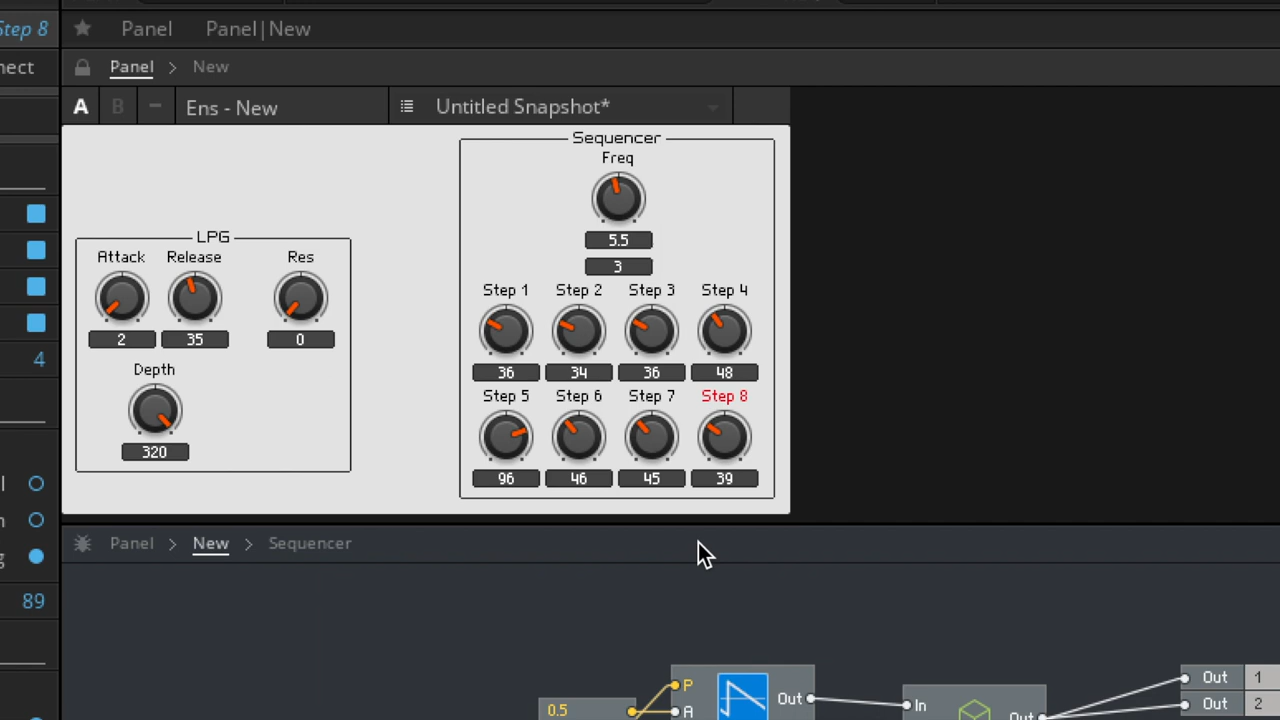 Step 8
nect
4
89
Panel Panel|New
Panel > New
A B – Ens - New Untitled Snapshot*
Sequencer
Freq
5.5
3
LPG
Attack Release Res
2 35 0
Depth
320
Step 1 Step 2 Step 3 Step 4
36 34 36 48
Step 5 Step 6 Step 7 Step 8
96 46 45 39
Panel > New > Sequencer
0.5
P
A
Out
In
Out
Out 1
Out 2